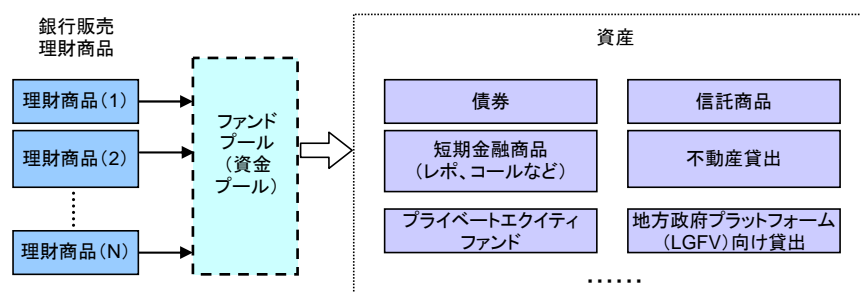 銀行販売
理財商品
理財商品(1)
理財商品(2)
理財商品(N)
ファンド
プール
(資金
プール)
資産
債券
信託商品
短期金融商品
(レポ、コールなど)
不動産貸出
プライベートエクイティ
ファンド
地方政府プラットフォーム
(LGFV)向け貸出
……